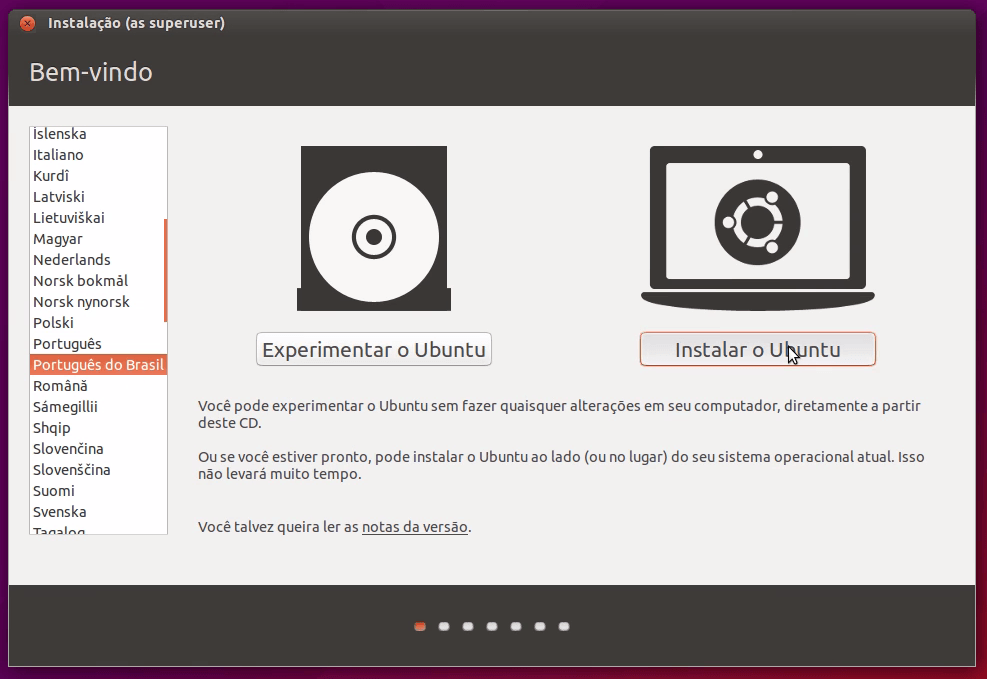 Instalação (as superuser)
Bem-vindo
Íslenska
Italiano
Kurdî
Latviski
Lietuviškai
Magyar
Nederlands
Norsk bokmål
Norsk nynorsk
Polski
Português
Português do Brasil
Română
Sámegillii
Shqip
Slovenčina
Slovenščina
Suomi
Svenska
Tagalog
Experimentar o Ubuntu
Instalar o Ubuntu
Você pode experimentar o Ubuntu sem fazer quaisquer alterações em seu computador, diretamente a partir
deste CD.
Ou se você estiver pronto, pode instalar o Ubuntu ao lado (ou no lugar) do seu sistema operacional atual. Isso
não levará muito tempo.
Você talvez queira ler as notas da versão.